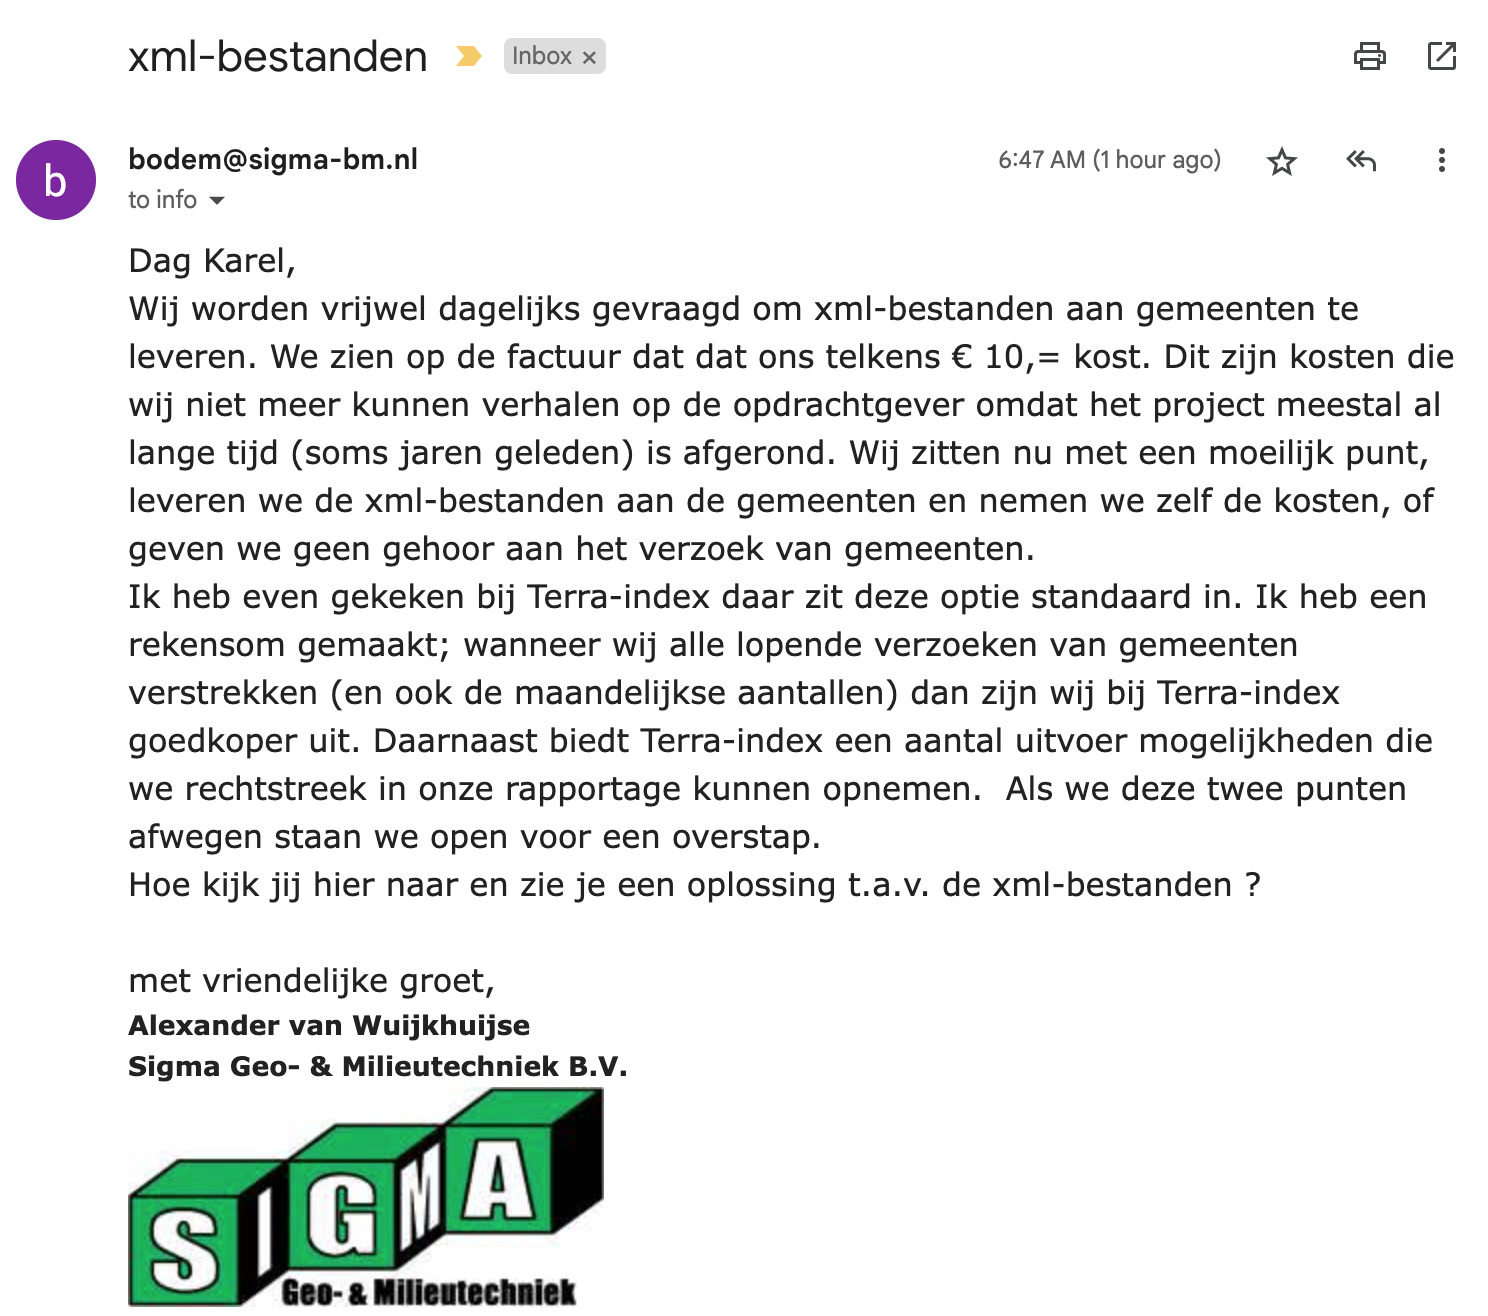 xml-bestanden Inbox ×
b
bodem@sigma-bm.nl 6:47 AM (1 hour ago)
to info
Dag Karel,
Wij worden vrijwel dagelijks gevraagd om xml-bestanden aan gemeenten te
leveren. We zien op de factuur dat dat ons telkens € 10,= kost. Dit zijn kosten die
wij niet meer kunnen verhalen op de opdrachtgever omdat het project meestal al
lange tijd (soms jaren geleden) is afgerond. Wij zitten nu met een moeilijk punt,
leveren we de xml-bestanden aan de gemeenten en nemen we zelf de kosten, of
geven we geen gehoor aan het verzoek van gemeenten.
Ik heb even gekeken bij Terra-index daar zit deze optie standaard in. Ik heb een
rekensom gemaakt; wanneer wij alle lopende verzoeken van gemeenten
verstrekken (en ook de maandelijkse aantallen) dan zijn wij bij Terra-index
goedkoper uit. Daarnaast biedt Terra-index een aantal uitvoer mogelijkheden die
we rechtstreek in onze rapportage kunnen opnemen.  Als we deze twee punten
afwegen staan we open voor een overstap.
Hoe kijk jij hier naar en zie je een oplossing t.a.v. de xml-bestanden ?
met vriendelijke groet,
Alexander van Wuijkhuijse
Sigma Geo- & Milieutechniek B.V.
SIGMA
Geo- & Milieutechniek